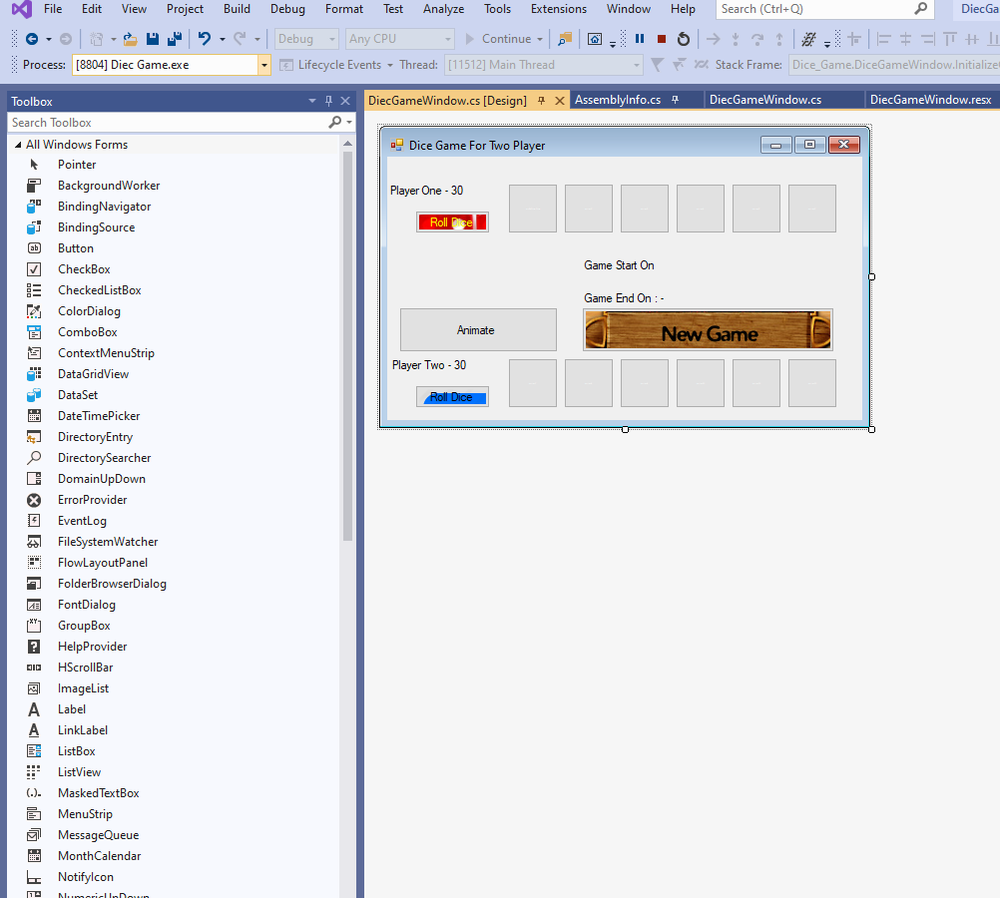 File Edit View Project Build Debug Format Test Analyze Tools Extensions Window Help Search (Ctrl+Q) DiecGa
Debug Any CPU Continue
Process: [8804] Diec Game.exe Lifecycle Events Thread: [11512] Main Thread Stack Frame: Dice_Game.DiceGameWindow.Initialize
Toolbox
DiecGameWindow.cs [Design] AssemblyInfo.cs DiecGameWindow.cs DiecGameWindow.resx
Search Toolbox
All Windows Forms
Pointer
BackgroundWorker
BindingNavigator
BindingSource
Button
CheckBox
CheckedListBox
ColorDialog
ComboBox
ContextMenuStrip
DataGridView
DataSet
DateTimePicker
DirectoryEntry
DirectorySearcher
DomainUpDown
ErrorProvider
EventLog
FileSystemWatcher
FlowLayoutPanel
FolderBrowserDialog
FontDialog
GroupBox
HelpProvider
HScrollBar
ImageList
Label
LinkLabel
ListBox
ListView
MaskedTextBox
MenuStrip
MessageQueue
MonthCalendar
NotifyIcon
NumericUpDown
Dice Game For Two Player
Player One - 30
Roll Dice
Game Start On
Game End On : -
Animate
New Game
Player Two - 30
Roll Dice